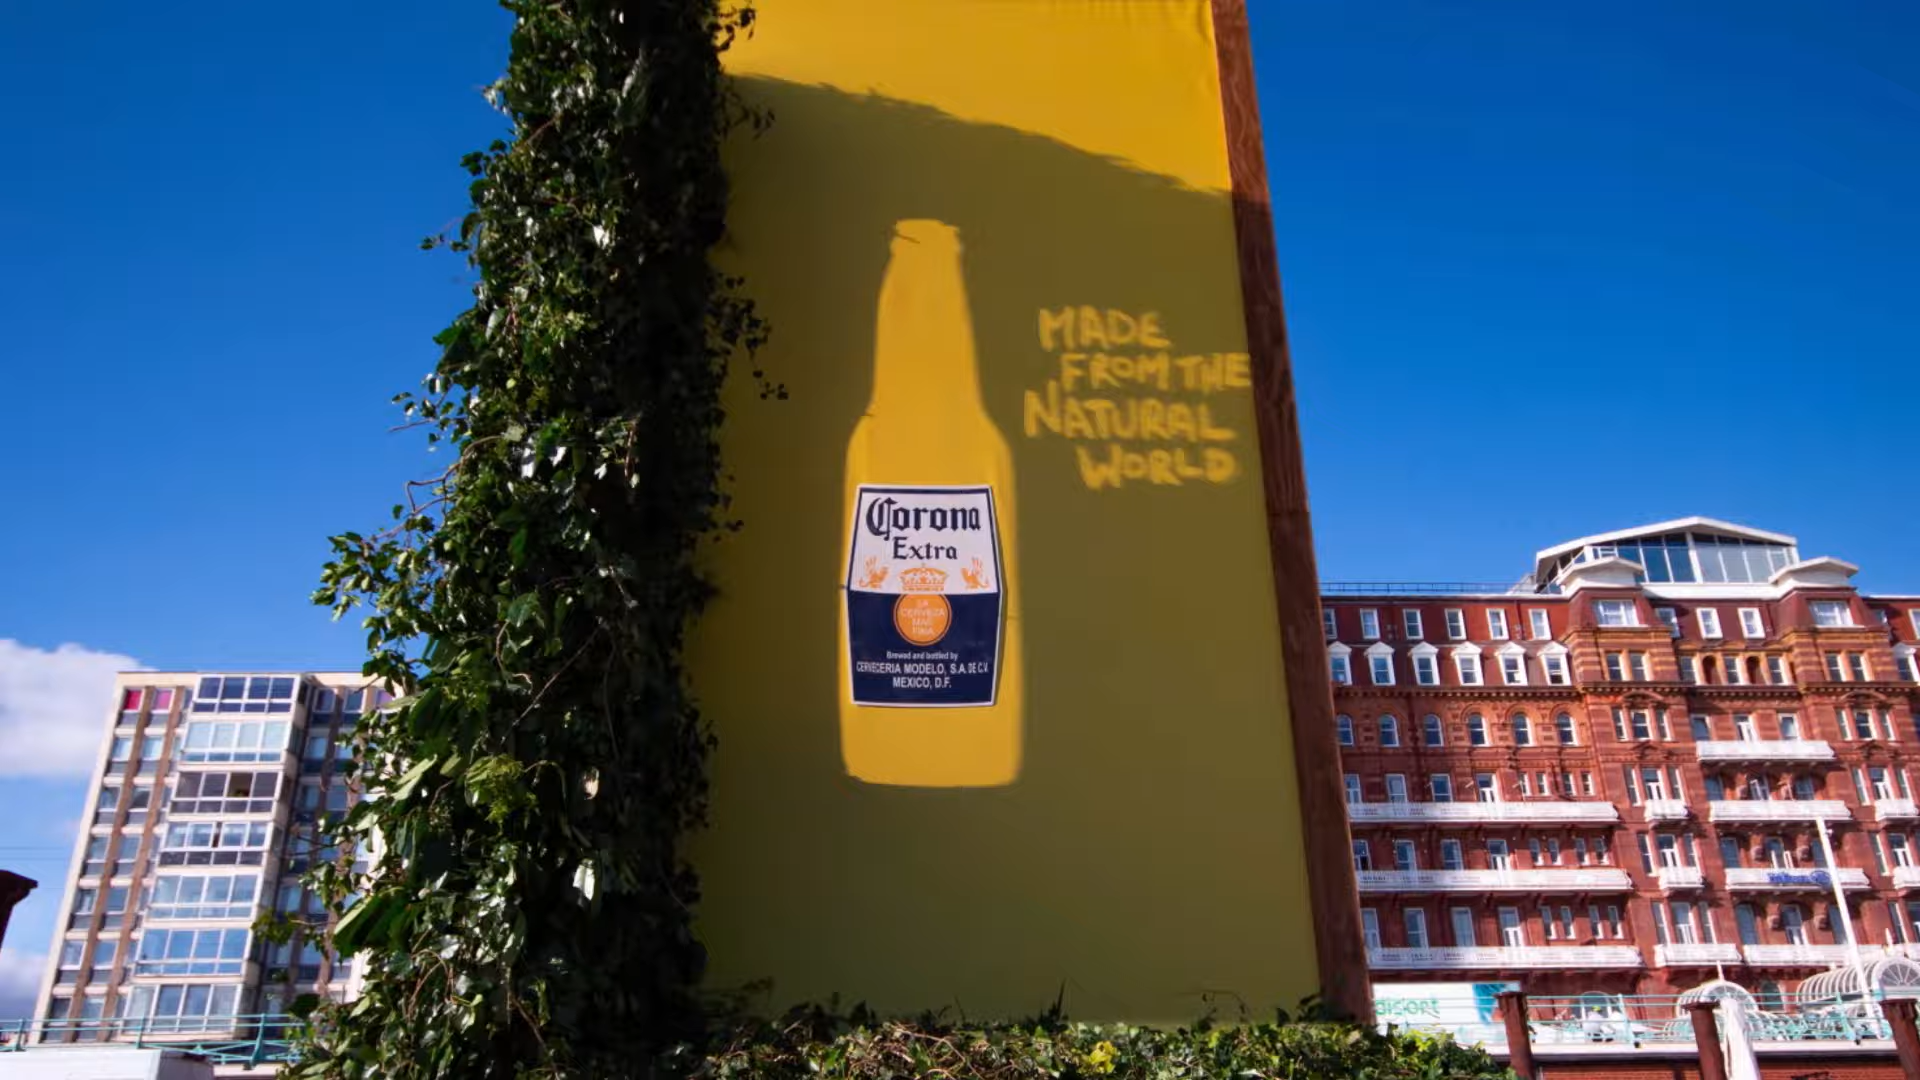 MADE
FROM THE
NATURAL
WORLD
Corona
Extra
LA
CERVEZA
MAS
FINA
Brewed and bottled by
CERVECERIA MODELO, S.A. DE C.V.
MEXICO, D.F.